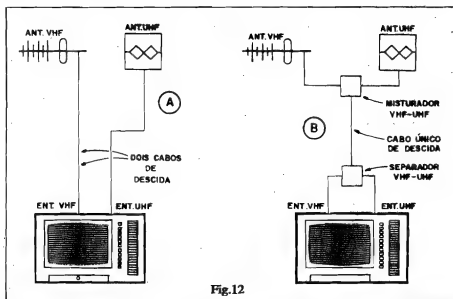 ANT. VHF
ANT. UHF
A
DOIS CABOS
DE
DESCIDA
ENT. VHF
ENT. UHF
ANT. VHF
ANT. UHF
MISTURADOR
VHF-UHF
B
CABO ÚNICO
DE DESCIDA
SEPARADOR
VHF-UHF
ENT. VHF
ENT. UHF
Fig.12